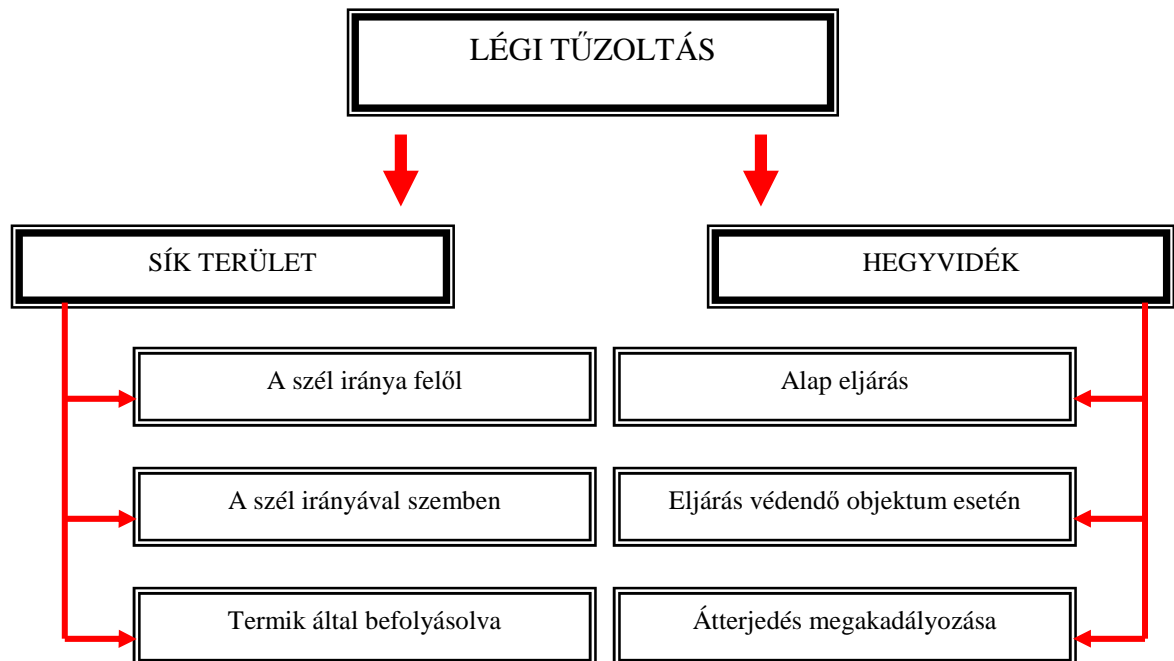 LÉGI TŰZOLTÁS
SÍK TERÜLET
HEGYVIDÉK
A szél iránya felől
Alap eljárás
A szél irányával szemben
Eljárás védendő objektum esetén
Termik által befolyásolva
Átterjedés megakadályozása